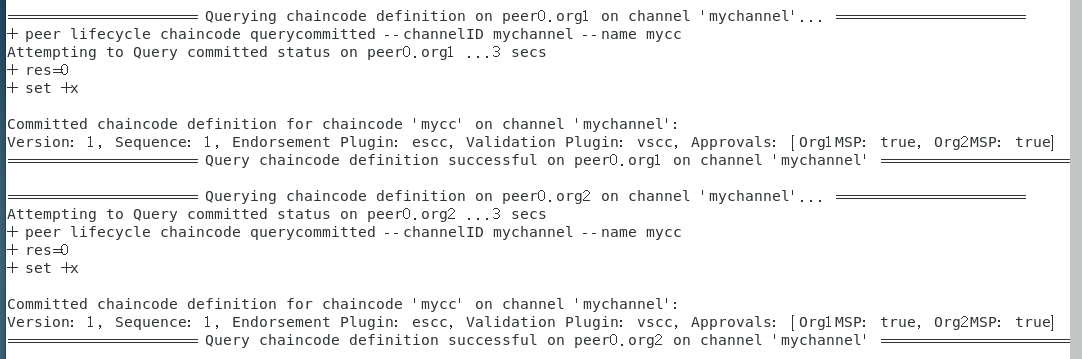 ===================== Querying chaincode definition on peer0.org1 on channel 'mychannel'... =====================
+ peer lifecycle chaincode querycommitted --channelID mychannel --name mycc
Attempting to Query committed status on peer0.org1 ...3 secs
+ res=0
+ set +x

Committed chaincode definition for chaincode 'mycc' on channel 'mychannel':
Version: 1, Sequence: 1, Endorsement Plugin: escc, Validation Plugin: vscc, Approvals: [Org1MSP: true, Org2MSP: true]
===================== Query chaincode definition successful on peer0.org1 on channel 'mychannel' =====================

===================== Querying chaincode definition on peer0.org2 on channel 'mychannel'... =====================
Attempting to Query committed status on peer0.org2 ...3 secs
+ peer lifecycle chaincode querycommitted --channelID mychannel --name mycc
+ res=0
+ set +x

Committed chaincode definition for chaincode 'mycc' on channel 'mychannel':
Version: 1, Sequence: 1, Endorsement Plugin: escc, Validation Plugin: vscc, Approvals: [Org1MSP: true, Org2MSP: true]
===================== Query chaincode definition successful on peer0.org2 on channel 'mychannel' =====================